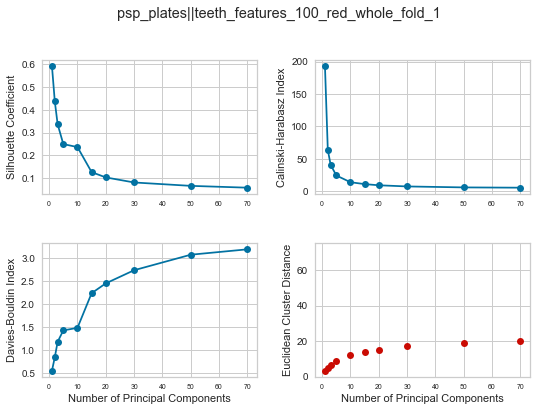 psp_plates||teeth_features_100_red_whole_fold_1
Silhouette Coefficient
0.6
0.5
0.4
0.3
0.2
0.1
0 10 20 30 40 50 60 70
Calinski-Harabasz Index
200
150
100
50
0
0 10 20 30 40 50 60 70
Davies-Bouldin Index
3.0
2.5
2.0
1.5
1.0
0.5
0 10 20 30 40 50 60 70
Number of Principal Components
Euclidean Cluster Distance
60
40
20
0
0 10 20 30 40 50 60 70
Number of Principal Components